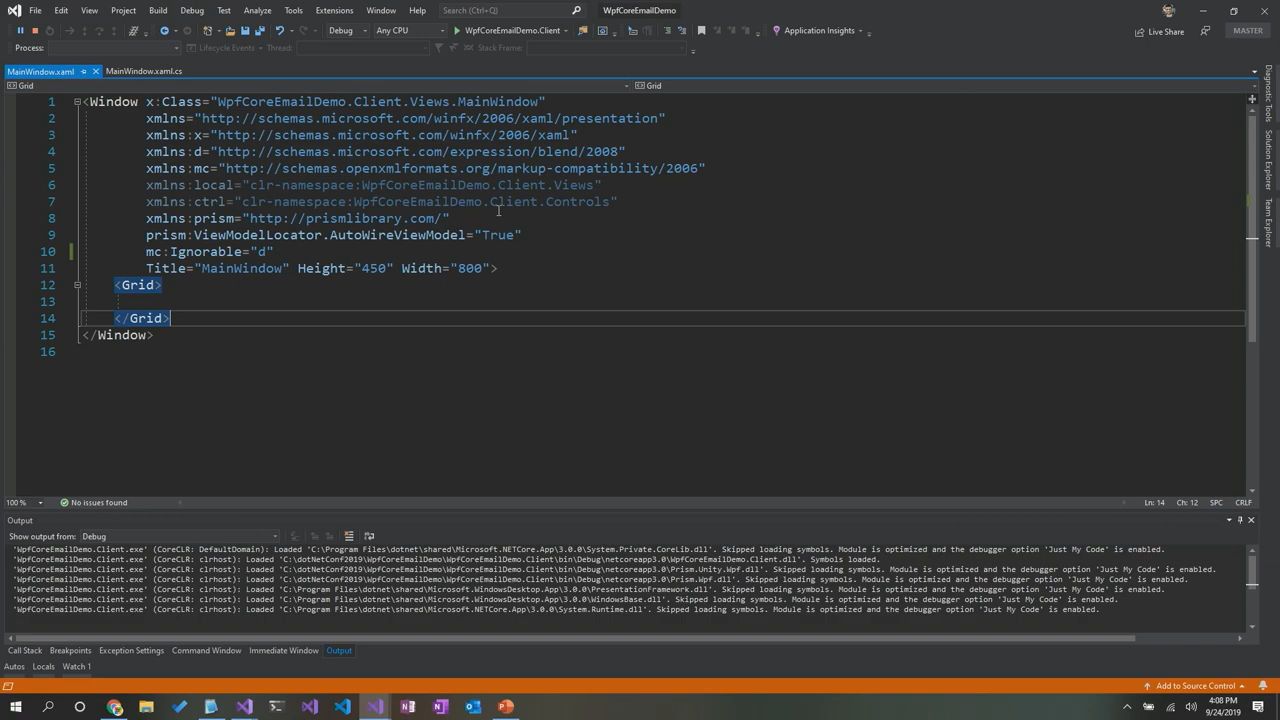 File Edit View Project Build Debug Test Analyze Tools Extensions Window Help Search (Ctrl+Q) WpfCoreEmailDemo
Debug Any CPU WpfCoreEmailDemo.Client Application Insights Live Share MASTER
Process: Lifecycle Events Thread: Stack Frame:
MainWindow.xaml MainWindow.xaml.cs
Grid Grid
1 <Window x:Class="WpfCoreEmailDemo.Client.Views.MainWindow"
2 xmlns="http://schemas.microsoft.com/winfx/2006/xaml/presentation"
3 xmlns:x="http://schemas.microsoft.com/winfx/2006/xaml"
4 xmlns:d="http://schemas.microsoft.com/expression/blend/2008"
5 xmlns:mc="http://schemas.openxmlformats.org/markup-compatibility/2006"
6 xmlns:local="clr-namespace:WpfCoreEmailDemo.Client.Views"
7 xmlns:ctrl="clr-namespace:WpfCoreEmailDemo.Client.Controls"
8 xmlns:prism="http://prismlibrary.com/"
9 prism:ViewModelLocator.AutoWireViewModel="True"
10 mc:Ignorable="d"
11 Title="MainWindow" Height="450" Width="800">
12 <Grid>
13
14 </Grid>
15 </Window>
16
Diagnostic Tools
Solution Explorer
Team Explorer
100 % No issues found Ln: 14 Ch: 12 SPC CRLF
Output
Show output from: Debug
'WpfCoreEmailDemo.Client.exe' (CoreCLR: DefaultDomain): Loaded 'C:\Program Files\dotnet\shared\Microsoft.NETCore.App\3.0.0\System.Private.CoreLib.dll'. Skipped loading symbols. Module is optimized and the debugger option 'Just My Code' is enabled.
'WpfCoreEmailDemo.Client.exe' (CoreCLR: clrhost): Loaded 'C:\dotNetConf2019\WpfCoreEmailDemo\WpfCoreEmailDemo.Client\bin\Debug\netcoreapp3.0\WpfCoreEmailDemo.Client.dll'. Symbols loaded.
'WpfCoreEmailDemo.Client.exe' (CoreCLR: clrhost): Loaded 'C:\dotNetConf2019\WpfCoreEmailDemo\WpfCoreEmailDemo.Client\bin\Debug\netcoreapp3.0\Prism.Unity.Wpf.dll'. Skipped loading symbols. Module is optimized and the debugger option 'Just My Code' is enabled.
'WpfCoreEmailDemo.Client.exe' (CoreCLR: clrhost): Loaded 'C:\dotNetConf2019\WpfCoreEmailDemo\WpfCoreEmailDemo.Client\bin\Debug\netcoreapp3.0\Prism.Wpf.dll'. Skipped loading symbols. Module is optimized and the debugger option 'Just My Code' is enabled.
'WpfCoreEmailDemo.Client.exe' (CoreCLR: clrhost): Loaded 'C:\Program Files\dotnet\shared\Microsoft.WindowsDesktop.App\3.0.0\PresentationFramework.dll'. Skipped loading symbols. Module is optimized and the debugger option 'Just My Code' is enabled.
'WpfCoreEmailDemo.Client.exe' (CoreCLR: clrhost): Loaded 'C:\Program Files\dotnet\shared\Microsoft.WindowsDesktop.App\3.0.0\WindowsBase.dll'. Skipped loading symbols. Module is optimized and the debugger option 'Just My Code' is enabled.
'WpfCoreEmailDemo.Client.exe' (CoreCLR: clrhost): Loaded 'C:\Program Files\dotnet\shared\Microsoft.NETCore.App\3.0.0\System.Runtime.dll'. Skipped loading symbols. Module is optimized and the debugger option 'Just My Code' is enabled.
Call Stack Breakpoints Exception Settings Command Window Immediate Window Output
Autos Locals Watch 1
Add to Source Control
4:08 PM
9/24/2019